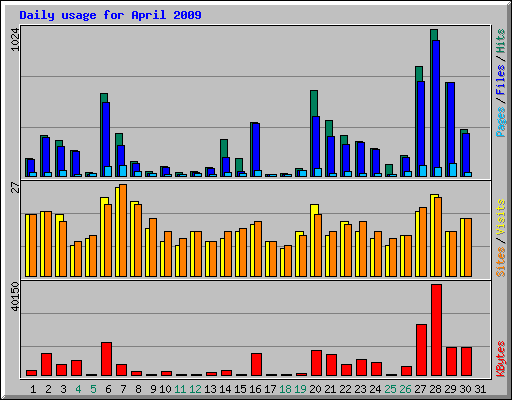 Daily usage for April 2009
1024
Pages / Files / Hits
27
Sites / Visits
40150
KBytes
1 2 3 4 5 6 7 8 9 10 11 12 13 14 15 16 17 18 19 20 21 22 23 24 25 26 27 28 29 30 31